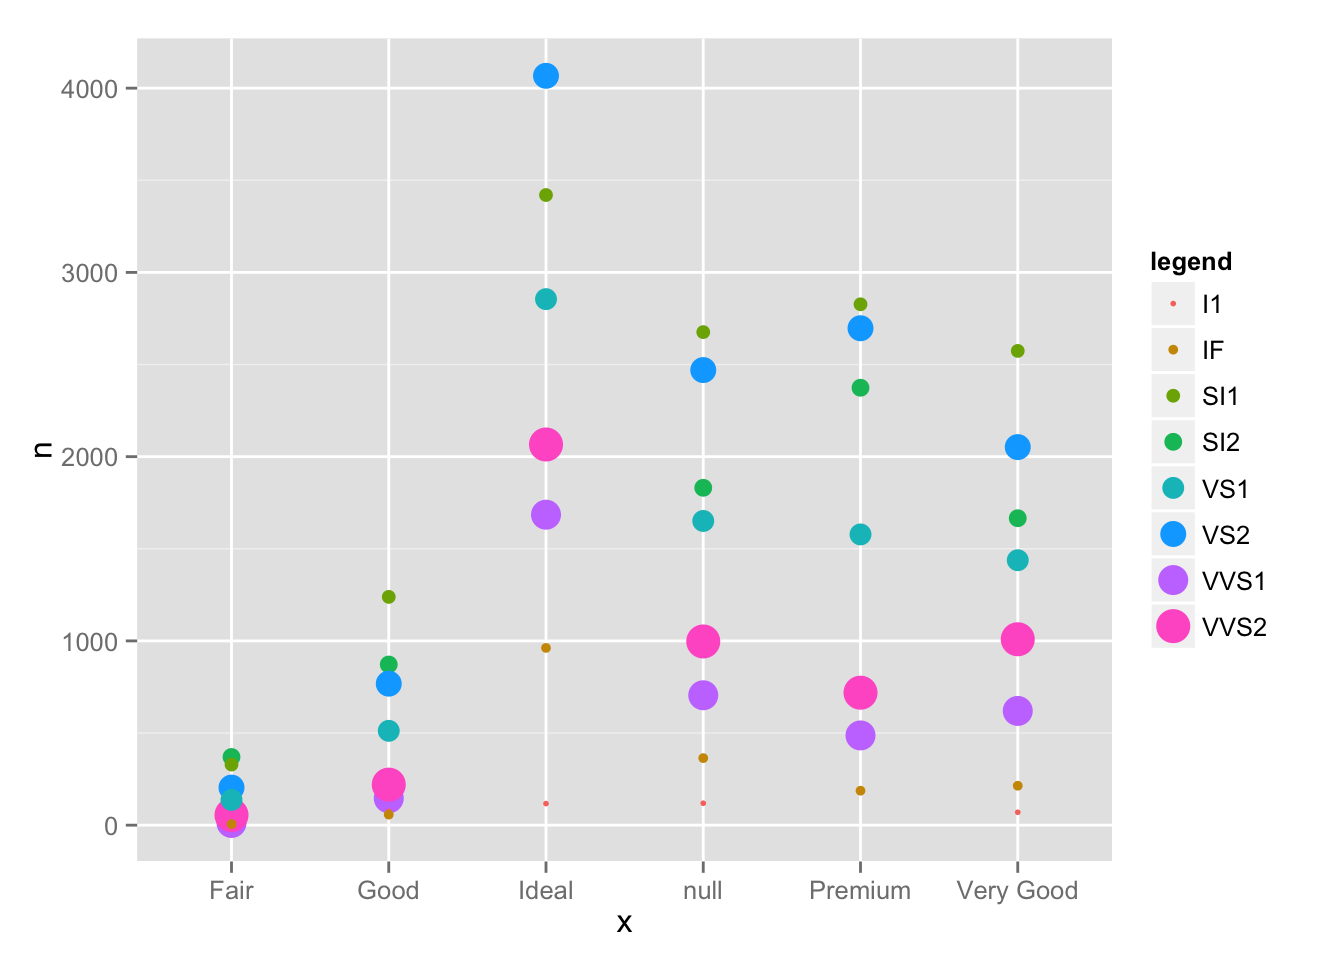 4000
3000
2000
1000
0
n
Fair Good Ideal null Premium Very Good
x
legend
I1
IF
SI1
SI2
VS1
VS2
VVS1
VVS2